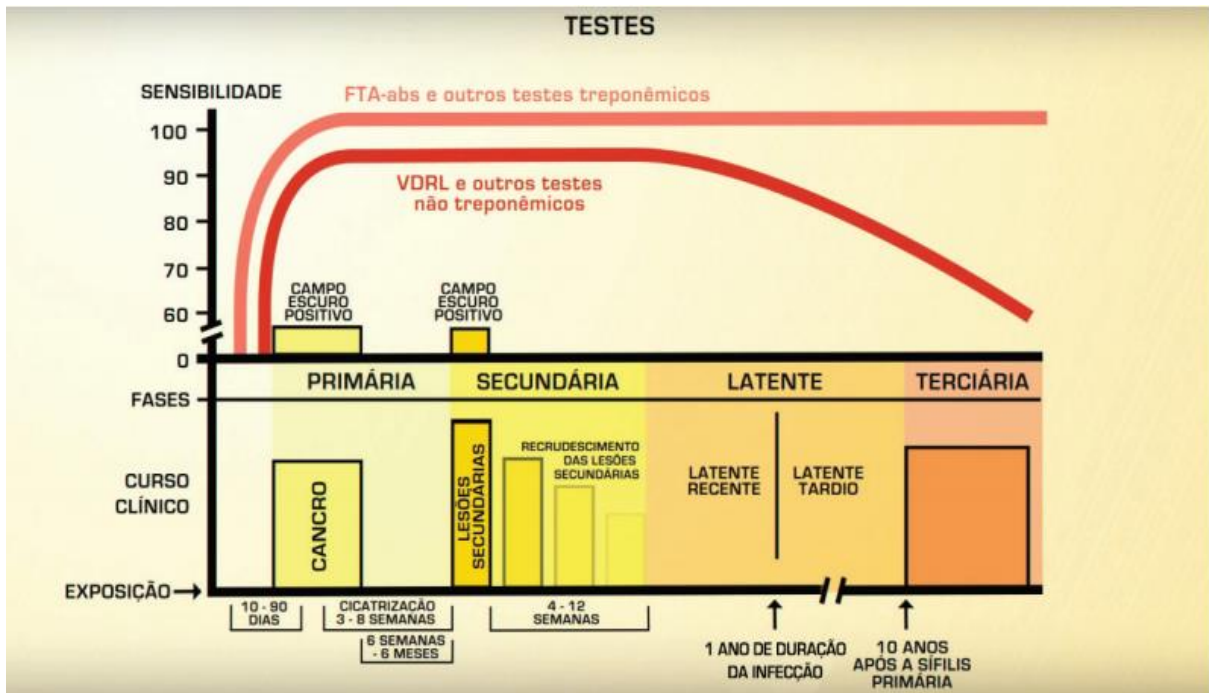 TESTES
SENSIBILIDADE
FTA-abs e outros testes treponêmicos
100
90
80
70
60
0
VDRL e outros testes
não treponêmicos
CAMPO
ESCURO
POSITIVO
CAMPO
ESCURO
POSITIVO
FASES
PRIMÁRIA
SECUNDÁRIA
LATENTE
TERCIÁRIA
CURSO
CLÍNICO
CANCRO
LESÕES
SECUNDÁRIAS
RECRUDESCIMENTO
DAS LESÕES
SECUNDÁRIAS
LATENTE
RECENTE
LATENTE
TARDIO
EXPOSIÇÃO
10 - 90
DIAS
CICATRIZAÇÃO
3 - 8 SEMANAS
6 SEMANAS
- 6 MESES
4 - 12
SEMANAS
1 ANO DE DURAÇÃO
DA INFECÇÃO
10 ANOS
APÓS A SÍFILIS
PRIMÁRIA